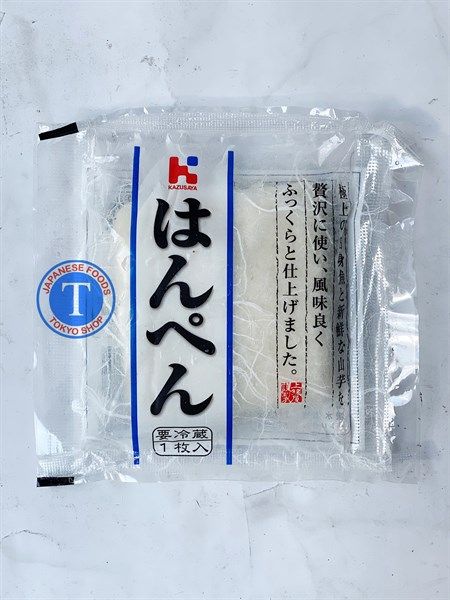 KAZUSAYA
はんぺん
要冷蔵
1枚入
極上の白身魚と新鮮な山芋を
贅沢に使い、風味良く
ふっくらと仕上げました。
JAPANESE FOODS
T
TOKYO SHOP